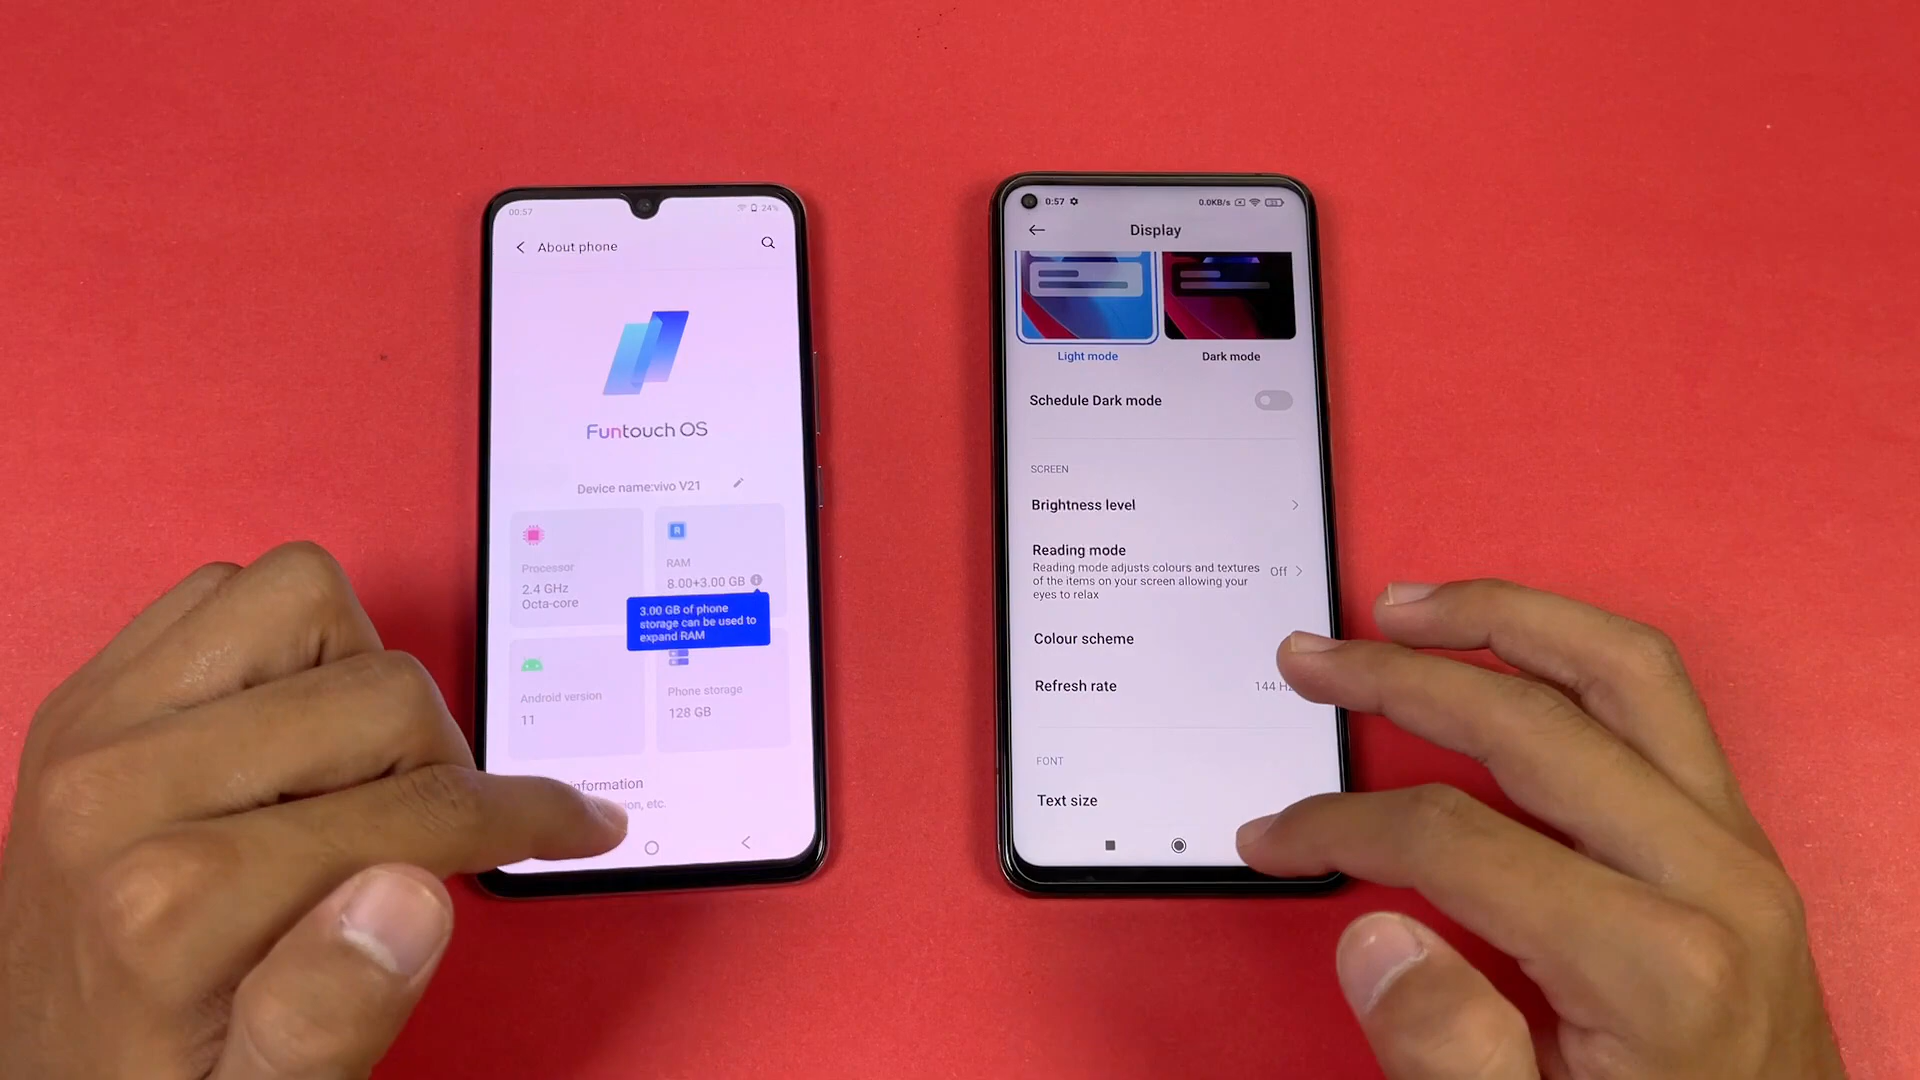 00:57
24%
About phone
Funtouch OS
Device name:vivo V21
Processor
2.4 GHz
Octa-core
R
RAM
8.00+3.00 GB
3.00 GB of phone
storage can be used to
expand RAM
Android version
11
Phone storage
128 GB
information
etc.
0:57
0.0KB/s
Display
Light mode
Dark mode
Schedule Dark mode
SCREEN
Brightness level
Reading mode
Reading mode adjusts colours and textures
of the items on your screen allowing your
eyes to relax
Off
Colour scheme
Refresh rate
144 Hz
FONT
Text size